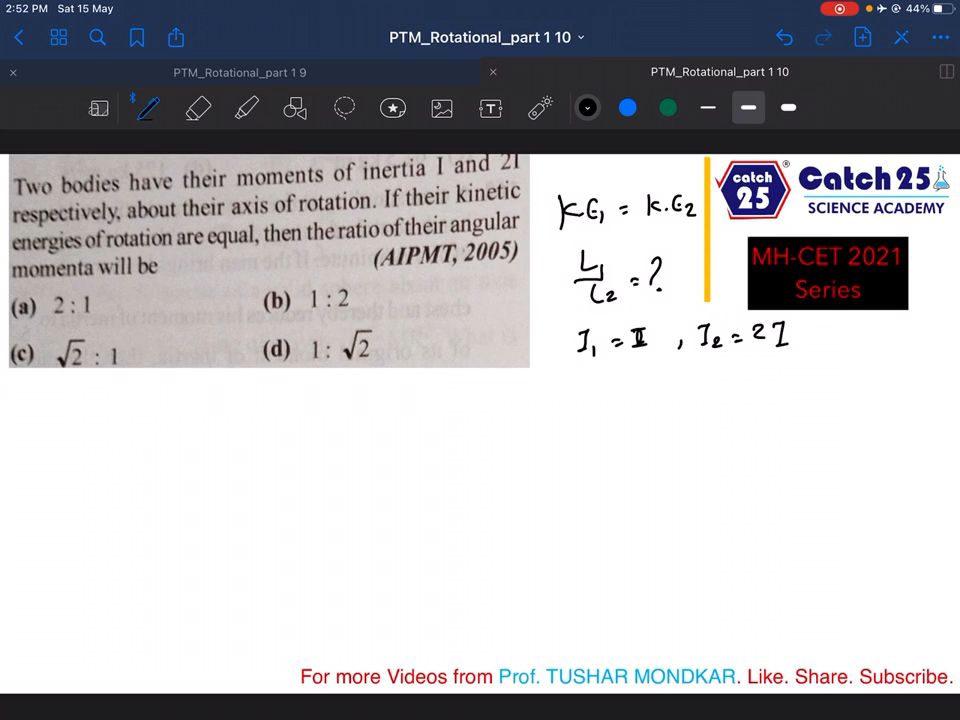 2:52 PM Sat 15 May
44%
PTM_Rotational_part 1 10
PTM_Rotational_part 1 9
PTM_Rotational_part 1 10
Two bodies have their moments of inertia I and 2I
respectively, about their axis of rotation. If their kinetic
energies of rotation are equal, then the ratio of their angular
momenta will be (AIPMT, 2005)
(a) 2 : 1 (b) 1 : 2
(c) √2 : 1 (d) 1 : √2
K.E₁ = K.E₂
L₁/L₂ = ?
I₁ = I , I₂ = 2I
catch
25
®
Catch 25
SCIENCE ACADEMY
MH-CET 2021
Series
For more Videos from Prof. TUSHAR MONDKAR. Like. Share. Subscribe.